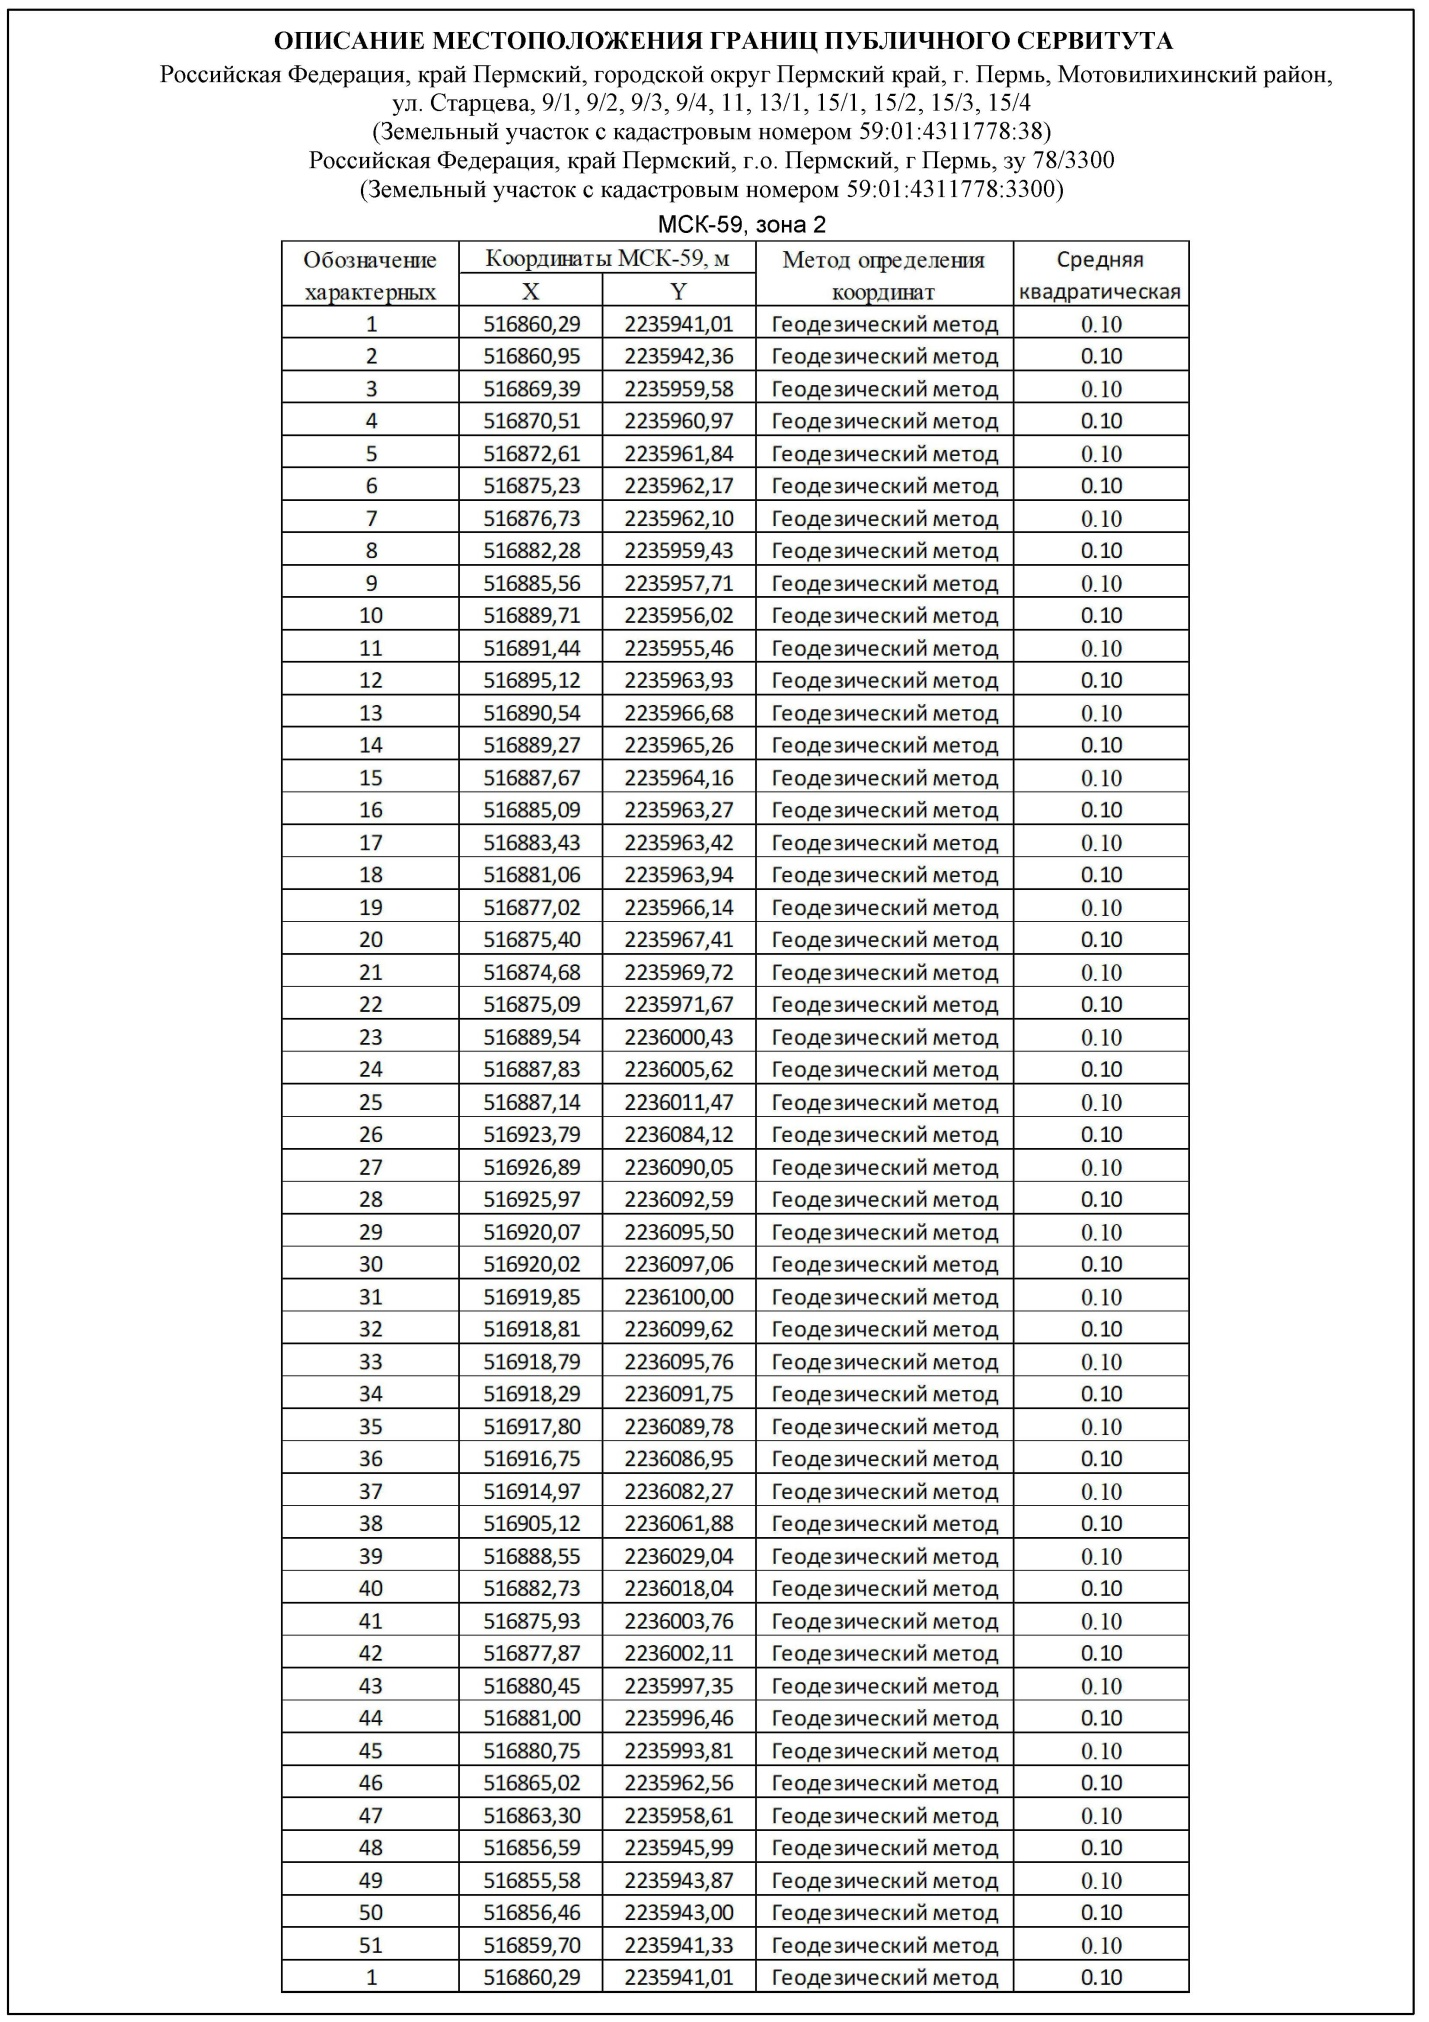 ОПИСАНИЕ МЕСТОПОЛОЖЕНИЯ ГРАНИЦ ПУБЛИЧНОГО СЕРВИТУТА
Российская Федерация, край Пермский, городской округ Пермский край, г. Пермь, Мотовилихинский район,
ул. Старцева, 9/1, 9/2, 9/3, 9/4, 11, 13/1, 15/1, 15/2, 15/3, 15/4
(Земельный участок с кадастровым номером 59:01:4311778:38)
Российская Федерация, край Пермский, г.о. Пермский, г Пермь, зу 78/3300
(Земельный участок с кадастровым номером 59:01:4311778:3300)
МСК-59, зона 2
Обозначение характерных Координаты МСК-59, м Метод определения координат Средняя квадратическая
X Y
1 516860,29 2235941,01 Геодезический метод 0.10
2 516860,95 2235942,36 Геодезический метод 0.10
3 516869,39 2235959,58 Геодезический метод 0.10
4 516870,51 2235960,97 Геодезический метод 0.10
5 516872,61 2235961,84 Геодезический метод 0.10
6 516875,23 2235962,17 Геодезический метод 0.10
7 516876,73 2235962,10 Геодезический метод 0.10
8 516882,28 2235959,43 Геодезический метод 0.10
9 516885,56 2235957,71 Геодезический метод 0.10
10 516889,71 2235956,02 Геодезический метод 0.10
11 516891,44 2235955,46 Геодезический метод 0.10
12 516895,12 2235963,93 Геодезический метод 0.10
13 516890,54 2235966,68 Геодезический метод 0.10
14 516889,27 2235965,26 Геодезический метод 0.10
15 516887,67 2235964,16 Геодезический метод 0.10
16 516885,09 2235963,27 Геодезический метод 0.10
17 516883,43 2235963,42 Геодезический метод 0.10
18 516881,06 2235963,94 Геодезический метод 0.10
19 516877,02 2235966,14 Геодезический метод 0.10
20 516875,40 2235967,41 Геодезический метод 0.10
21 516874,68 2235969,72 Геодезический метод 0.10
22 516875,09 2235971,67 Геодезический метод 0.10
23 516889,54 2236000,43 Геодезический метод 0.10
24 516887,83 2236005,62 Геодезический метод 0.10
25 516887,14 2236011,47 Геодезический метод 0.10
26 516923,79 2236084,12 Геодезический метод 0.10
27 516926,89 2236090,05 Геодезический метод 0.10
28 516925,97 2236092,59 Геодезический метод 0.10
29 516920,07 2236095,50 Геодезический метод 0.10
30 516920,02 2236097,06 Геодезический метод 0.10
31 516919,85 2236100,00 Геодезический метод 0.10
32 516918,81 2236099,62 Геодезический метод 0.10
33 516918,79 2236095,76 Геодезический метод 0.10
34 516918,29 2236091,75 Геодезический метод 0.10
35 516917,80 2236089,78 Геодезический метод 0.10
36 516916,75 2236086,95 Геодезический метод 0.10
37 516914,97 2236082,27 Геодезический метод 0.10
38 516905,12 2236061,88 Геодезический метод 0.10
39 516888,55 2236029,04 Геодезический метод 0.10
40 516882,73 2236018,04 Геодезический метод 0.10
41 516875,93 2236003,76 Геодезический метод 0.10
42 516877,87 2236002,11 Геодезический метод 0.10
43 516880,45 2235997,35 Геодезический метод 0.10
44 516881,00 2235996,46 Геодезический метод 0.10
45 516880,75 2235993,81 Геодезический метод 0.10
46 516865,02 2235962,56 Геодезический метод 0.10
47 516863,30 2235958,61 Геодезический метод 0.10
48 516856,59 2235945,99 Геодезический метод 0.10
49 516855,58 2235943,87 Геодезический метод 0.10
50 516856,46 2235943,00 Геодезический метод 0.10
51 516859,70 2235941,33 Геодезический метод 0.10
1 516860,29 2235941,01 Геодезический метод 0.10